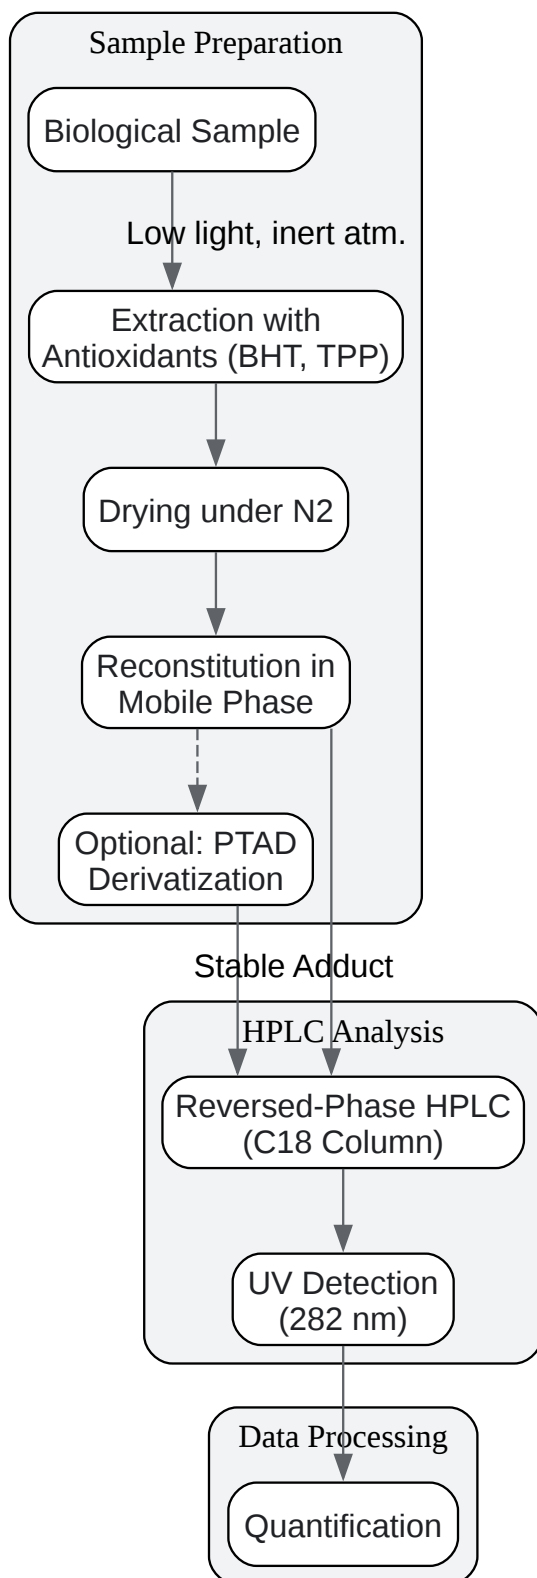 Sample Preparation
Biological Sample
Low light, inert atm.
Extraction with
Antioxidants (BHT, TPP)
Drying under N2
Reconstitution in
Mobile Phase
Optional: PTAD
Derivatization
Stable Adduct
HPLC Analysis
Reversed-Phase HPLC
(C18 Column)
UV Detection
(282 nm)
Data Processing
Quantification